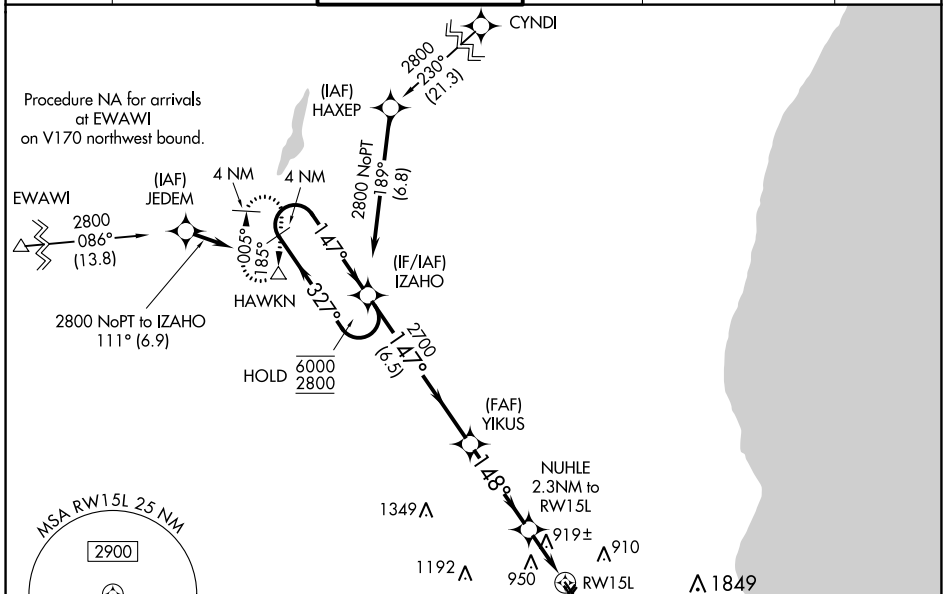 CYNDI
2800
230°
(21.3)
(IAF)
HAXEP
Procedure NA for arrivals
at EWAWI
on V170 northwest bound.
2800 NoPT
189°
(6.8)
4 NM
4 NM
(IAF)
JEDEM
EWAWI
2800
086°
(13.8)
005°
185°
147°
(IF/IAF)
IZAHO
HAWKN
327°
2800 NoPT to IZAHO
111° (6.9)
HOLD
6000
2800
2700
147°
(6.5)
(FAF)
YIKUS
148°
NUHLE
2.3NM to
RW15L
1349
919±
910
MSA RW15L 25 NM
2900
1192
950
RW15L
1849